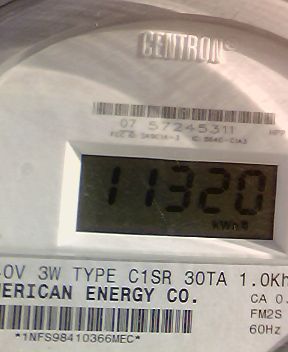 CENTRON®
07 57245311
11320
kWh
0V 3W TYPE C1SR 30TA 1.0Kh
MERICAN ENERGY CO.
CA 0.
FM2S
60Hz
*1NFS98410366MEC*